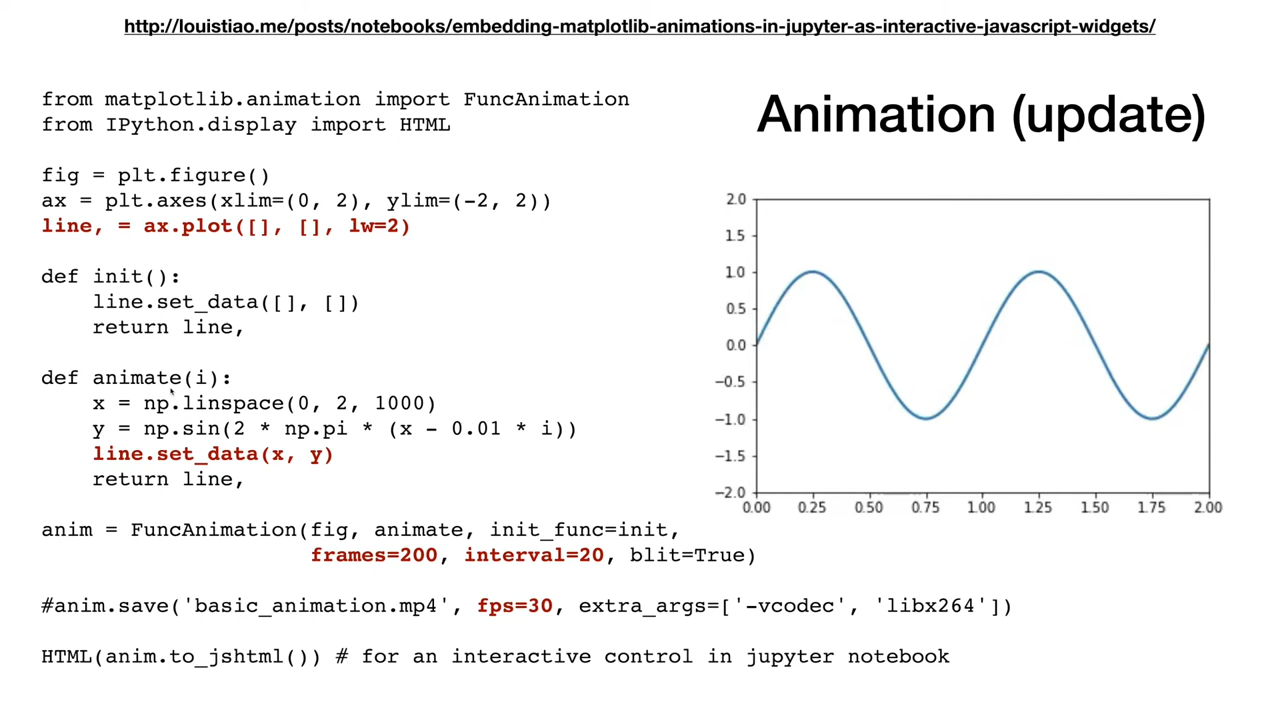 http://louistiao.me/posts/notebooks/embedding-matplotlib-animations-in-jupyter-as-interactive-javascript-widgets/
Animation (update)
from matplotlib.animation import FuncAnimation
from IPython.display import HTML
fig = plt.figure()
ax = plt.axes(xlim=(0, 2), ylim=(-2, 2))
line, = ax.plot([], [], lw=2)
def init():
    line.set_data([], [])
    return line,
def animate(i):
    x = np.linspace(0, 2, 1000)
    y = np.sin(2 * np.pi * (x - 0.01 * i))
    line.set_data(x, y)
    return line,
anim = FuncAnimation(fig, animate, init_func=init,
                     frames=200, interval=20, blit=True)
#anim.save('basic_animation.mp4', fps=30, extra_args=['-vcodec', 'libx264'])
HTML(anim.to_jshtml()) # for an interactive control in jupyter notebook
2.0
1.5
1.0
0.5
0.0
−0.5
−1.0
−1.5
−2.0
0.00 0.25 0.50 0.75 1.00 1.25 1.50 1.75 2.00